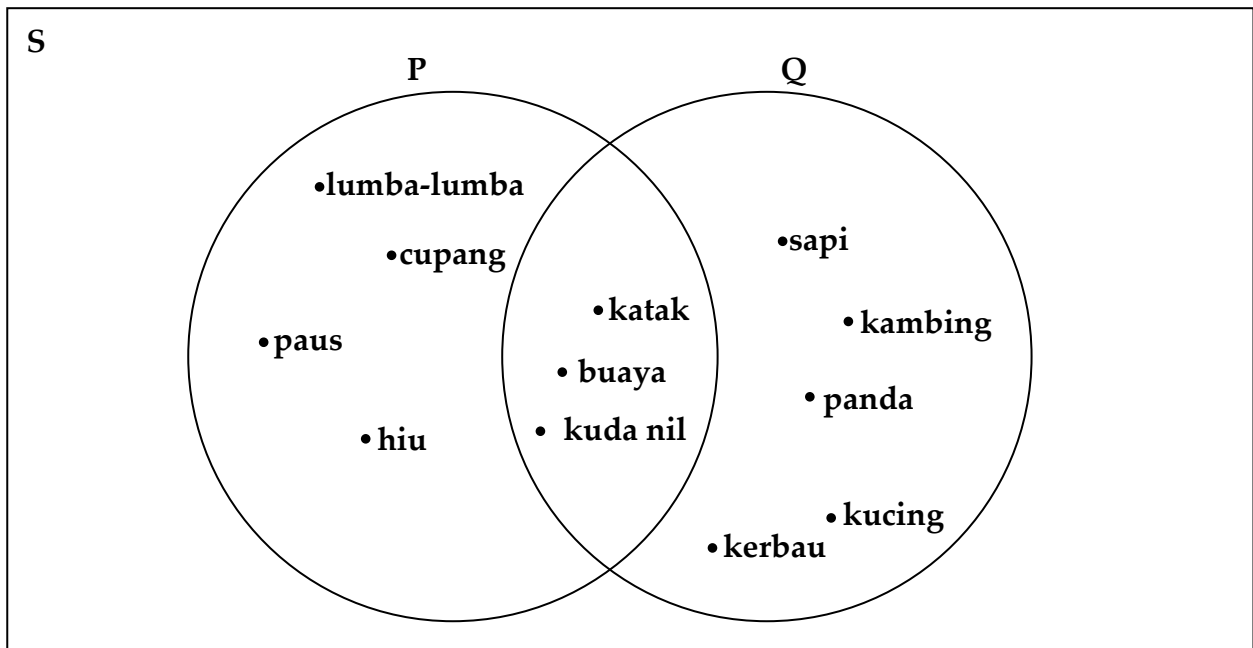 S
P
Q
•lumba-lumba
•cupang
•paus
•hiu
•katak
• buaya
• kuda nil
•sapi
• kambing
• panda
•kucing
•kerbau